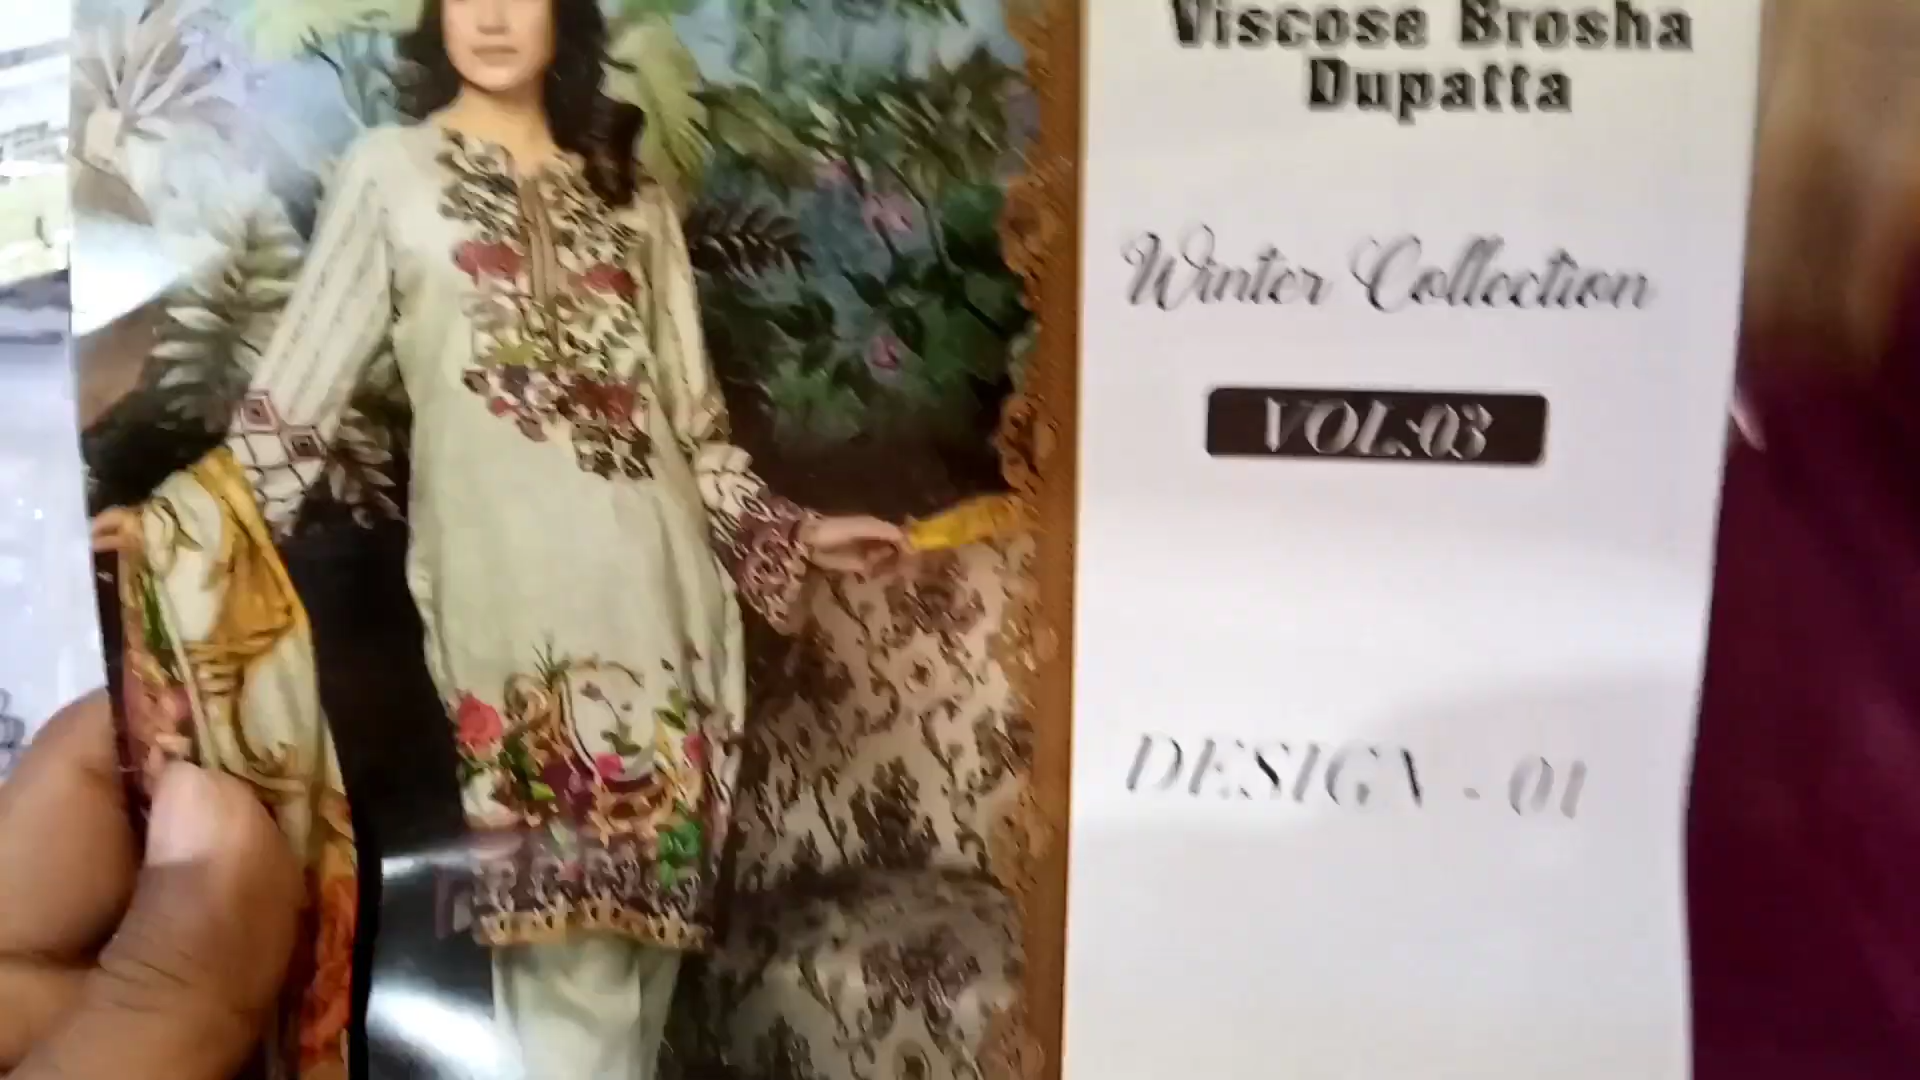 Viscose Brosha
Dupatta
Winter Collection
VOL:03
DESIGN - 01